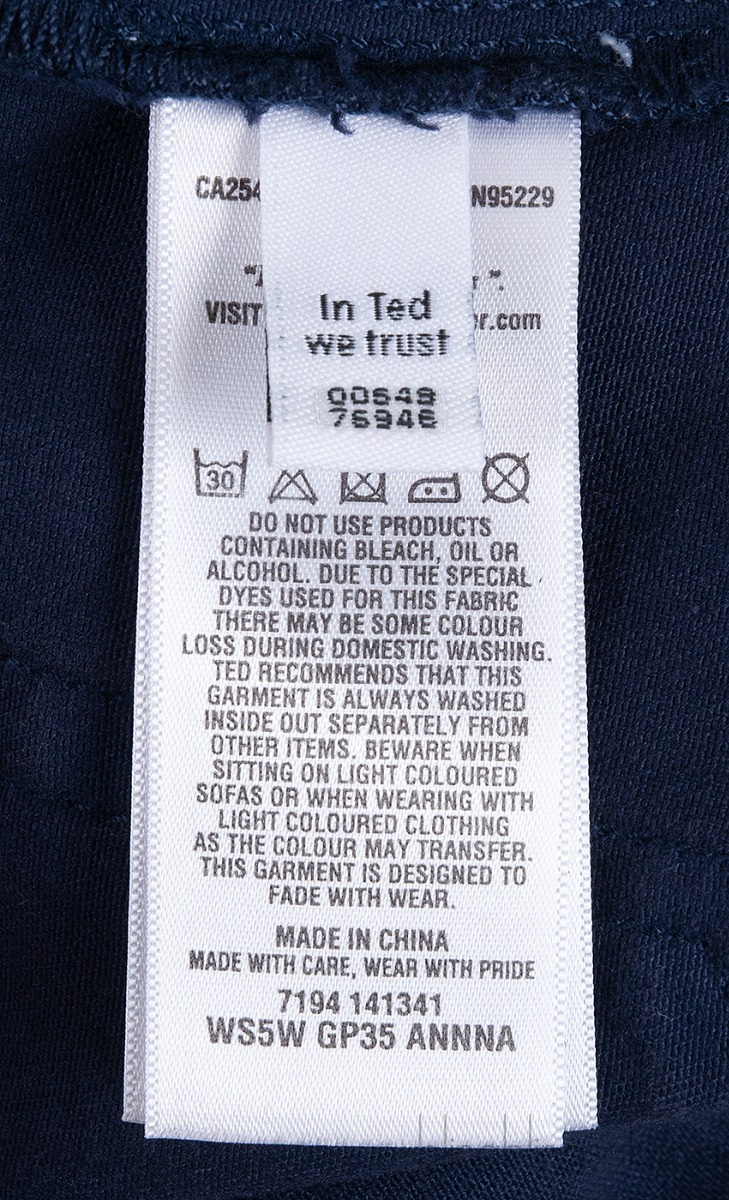 CA254
N95229
VISIT
r.com
In Ted
we trust
00648
76946
30
DO NOT USE PRODUCTS
CONTAINING BLEACH, OIL OR
ALCOHOL. DUE TO THE SPECIAL
DYES USED FOR THIS FABRIC
THERE MAY BE SOME COLOUR
LOSS DURING DOMESTIC WASHING.
TED RECOMMENDS THAT THIS
GARMENT IS ALWAYS WASHED
INSIDE OUT SEPARATELY FROM
OTHER ITEMS. BEWARE WHEN
SITTING ON LIGHT COLOURED
SOFAS OR WHEN WEARING WITH
LIGHT COLOURED CLOTHING
AS THE COLOUR MAY TRANSFER.
THIS GARMENT IS DESIGNED TO
FADE WITH WEAR.
MADE IN CHINA
MADE WITH CARE, WEAR WITH PRIDE
7194 141341
WS5W GP35 ANNNA